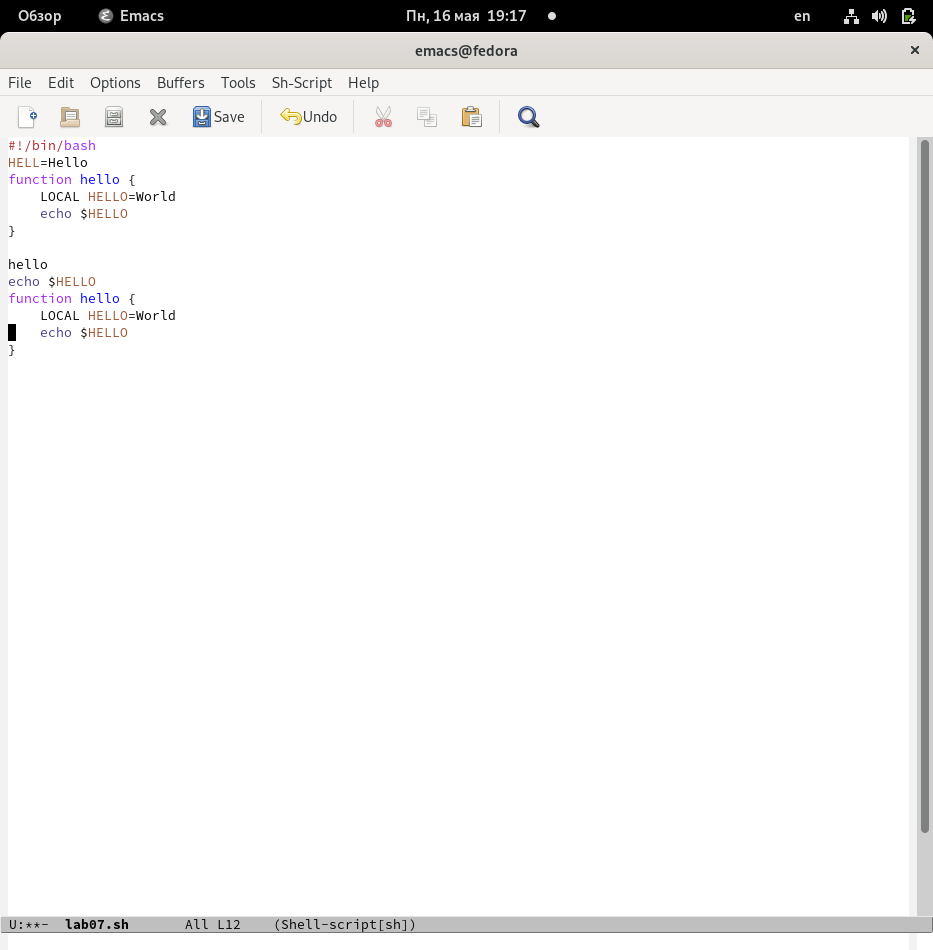 Обзор Emacs Пн, 16 мая 19:17 en
emacs@fedora
File Edit Options Buffers Tools Sh-Script Help
Save Undo
#!/bin/bash
HELL=Hello
function hello {
    LOCAL HELLO=World
    echo $HELLO
}

hello
echo $HELLO
function hello {
    LOCAL HELLO=World
    echo $HELLO
}
U:**- lab07.sh All L12 (Shell-script[sh])